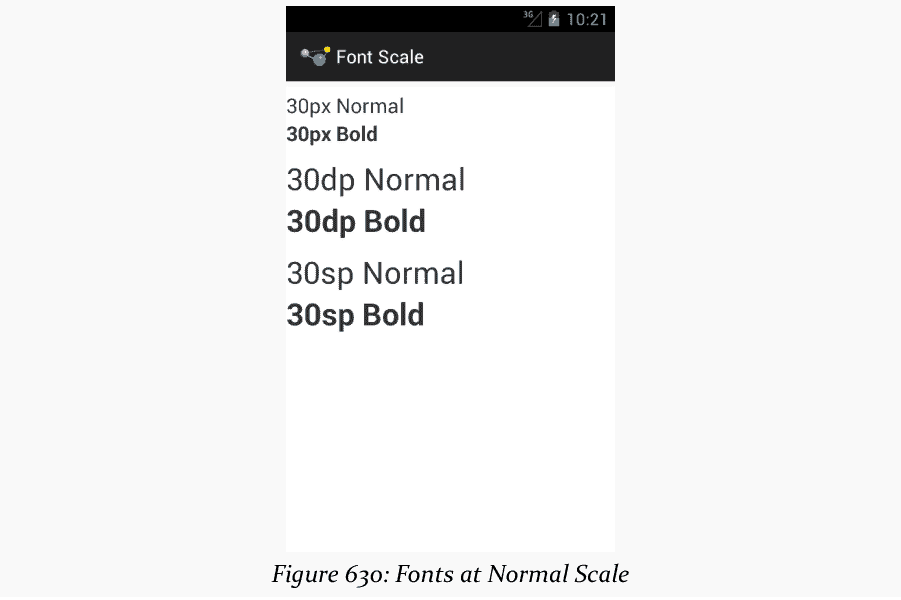 3G 10:21
Font Scale
30px Normal
30px Bold
30dp Normal
30dp Bold
30sp Normal
30sp Bold
Figure 630: Fonts at Normal Scale